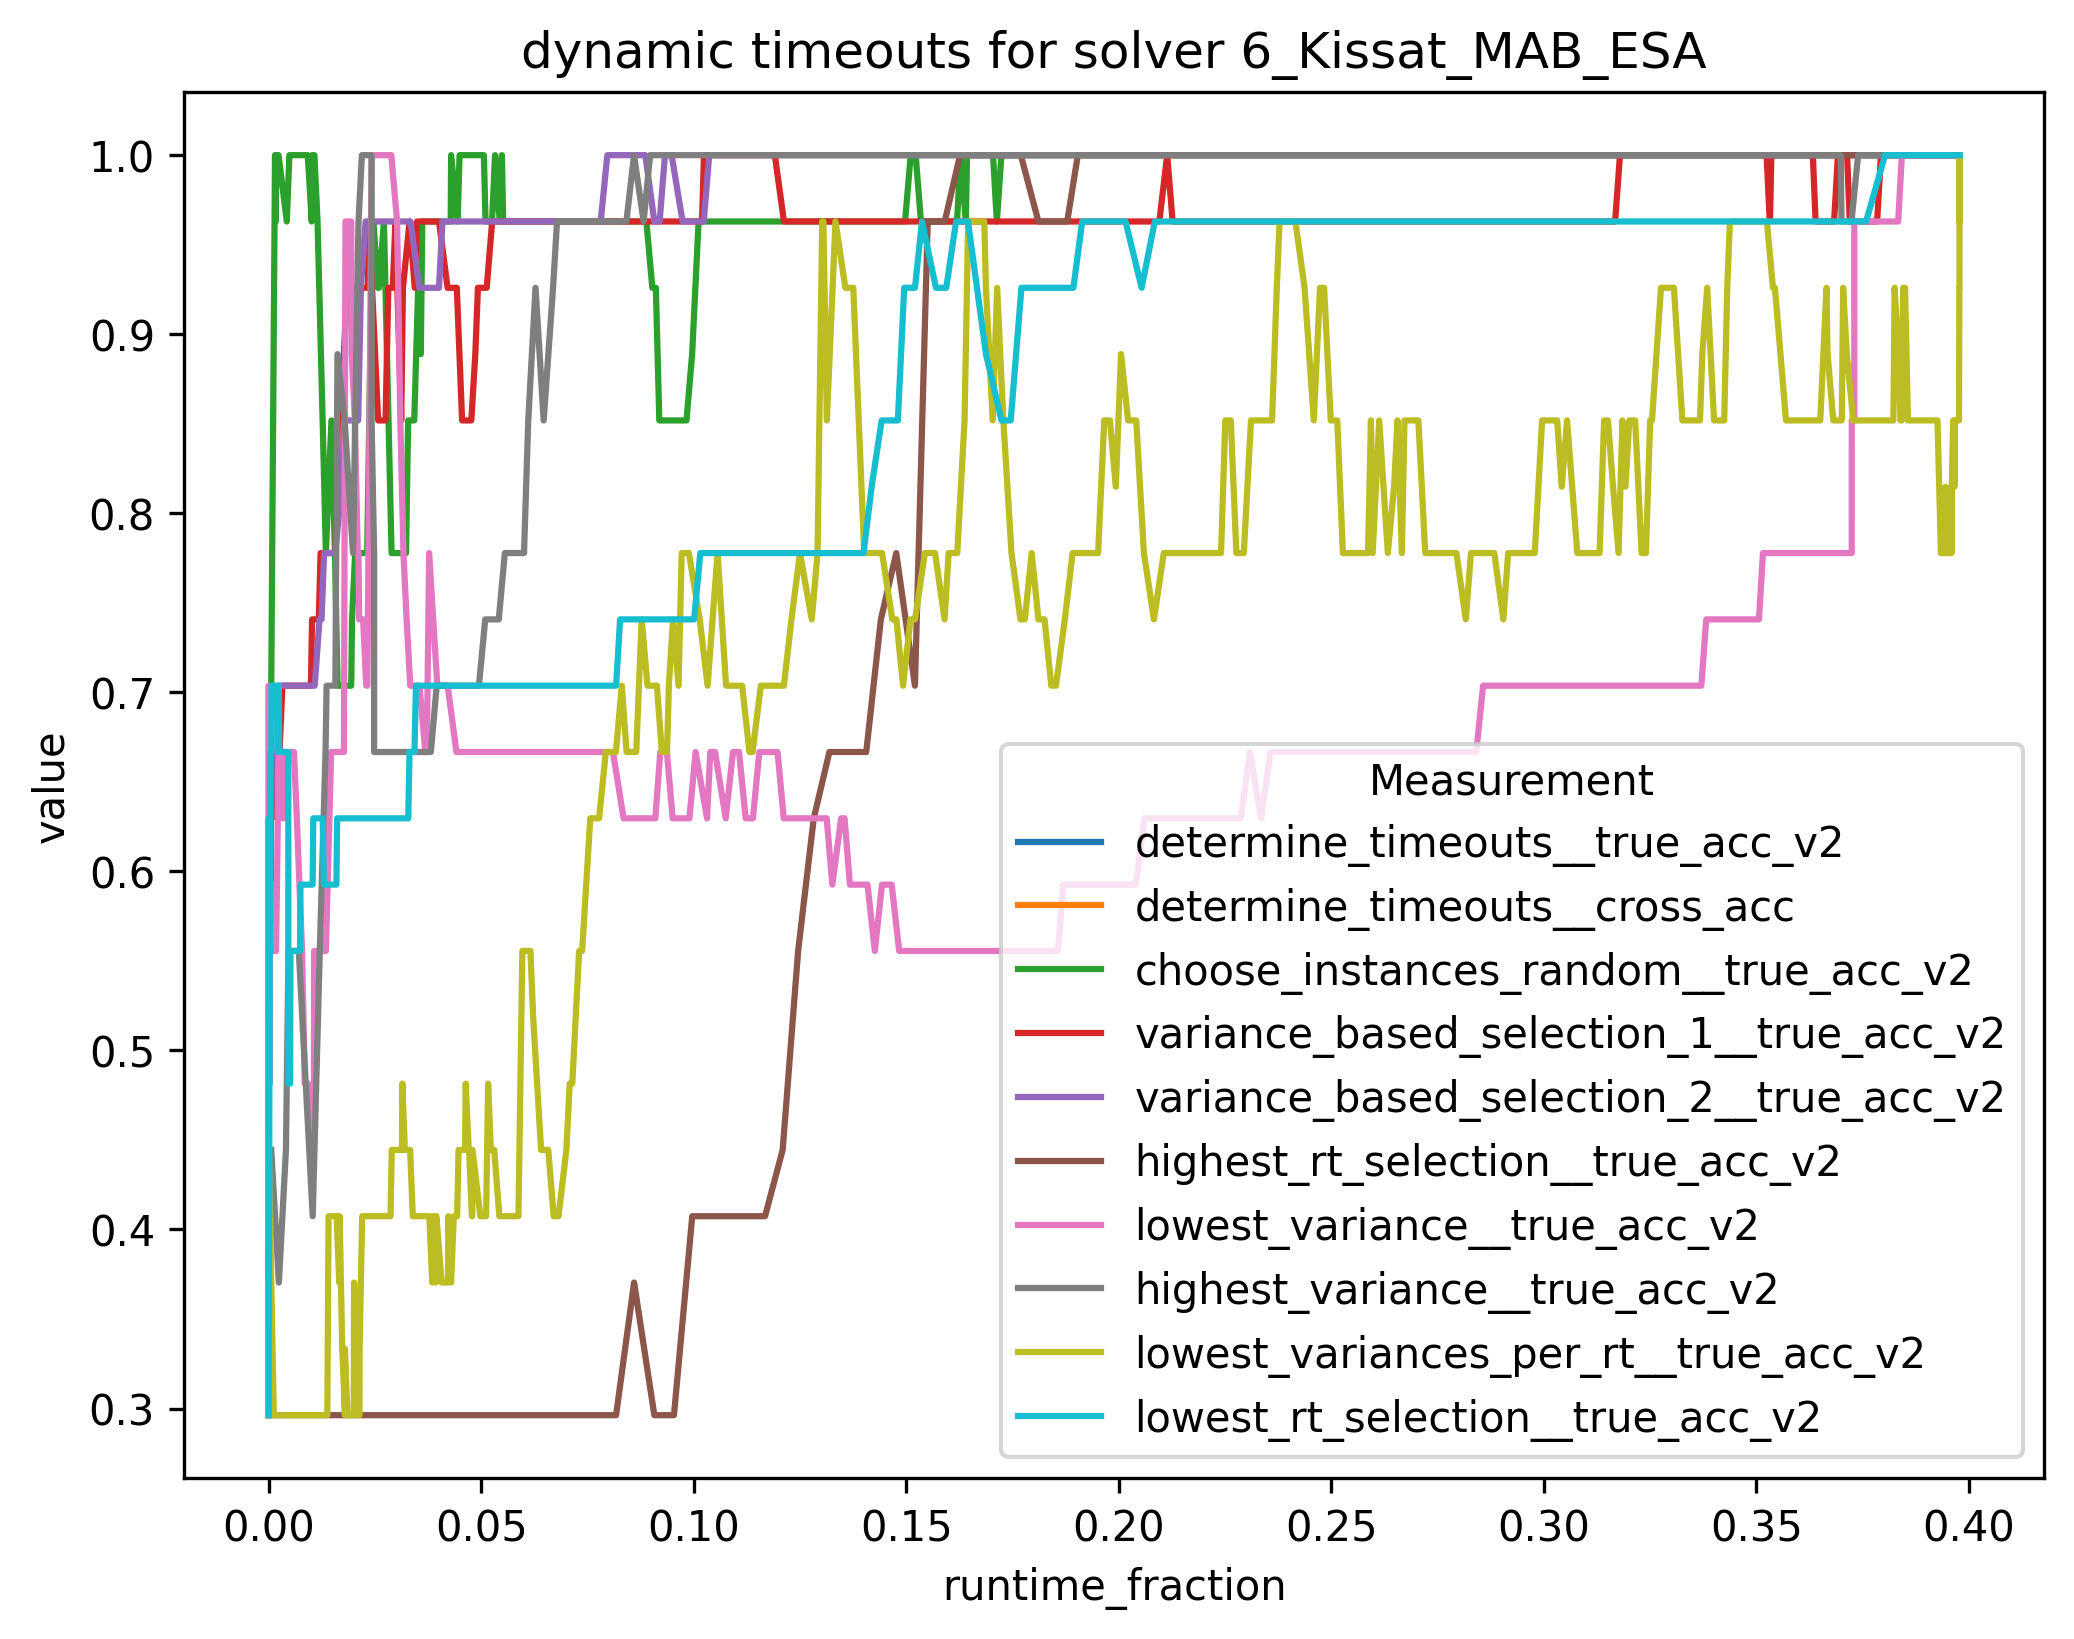 dynamic timeouts for solver 6_Kissat_MAB_ESA
1.0
0.9
0.8
0.7
0.6
0.5
0.4
0.3
value
Measurement
determine_timeouts__true_acc_v2
determine_timeouts__cross_acc
choose_instances_random__true_acc_v2
variance_based_selection_1__true_acc_v2
variance_based_selection_2__true_acc_v2
highest_rt_selection__true_acc_v2
lowest_variance__true_acc_v2
highest_variance__true_acc_v2
lowest_variances_per_rt__true_acc_v2
lowest_rt_selection__true_acc_v2
0.00 0.05 0.10 0.15 0.20 0.25 0.30 0.35 0.40
runtime_fraction